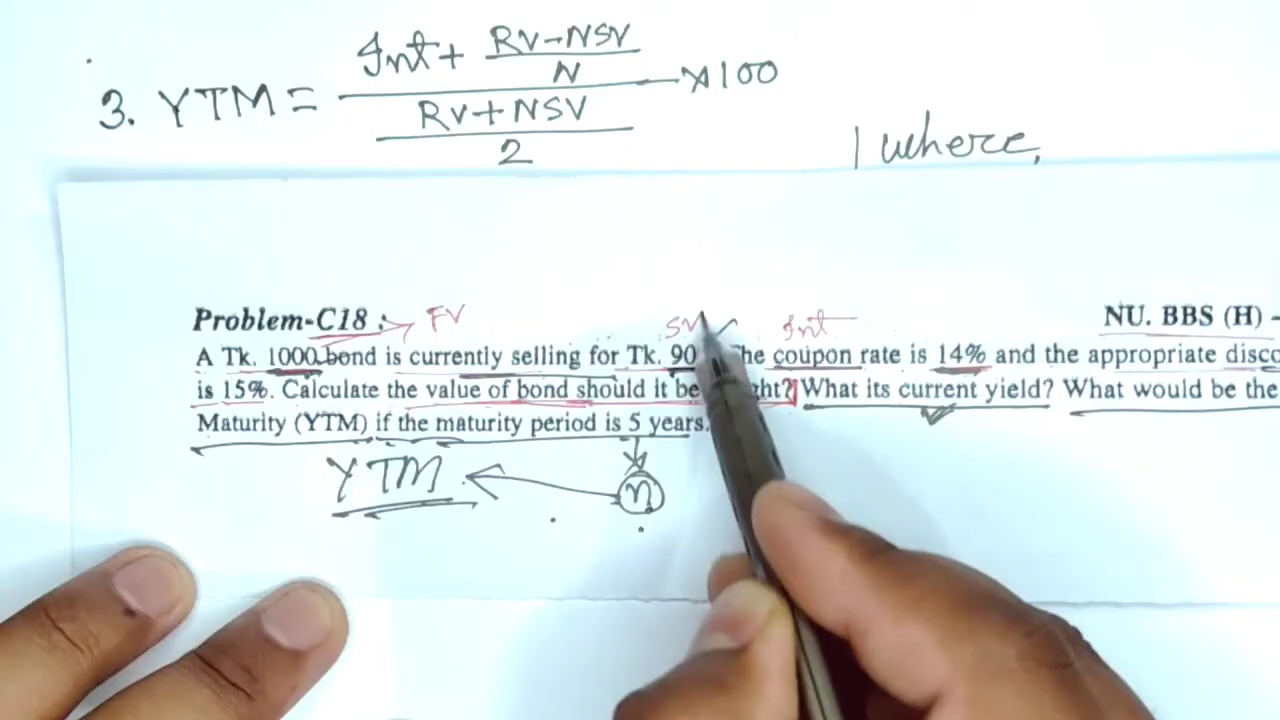 3. YTM = Int + RV-NSV / N / RV+NSV / 2 × 100
| where,
Problem-C18 : FV SV Int NU. BBS (H) -
A Tk. 1000 bond is currently selling for Tk. 90 he coupon rate is 14% and the appropriate disco
is 15%. Calculate the value of bond should it be ght? What its current yield? What would be the
Maturity (YTM) if the maturity period is 5 years.
YTM n